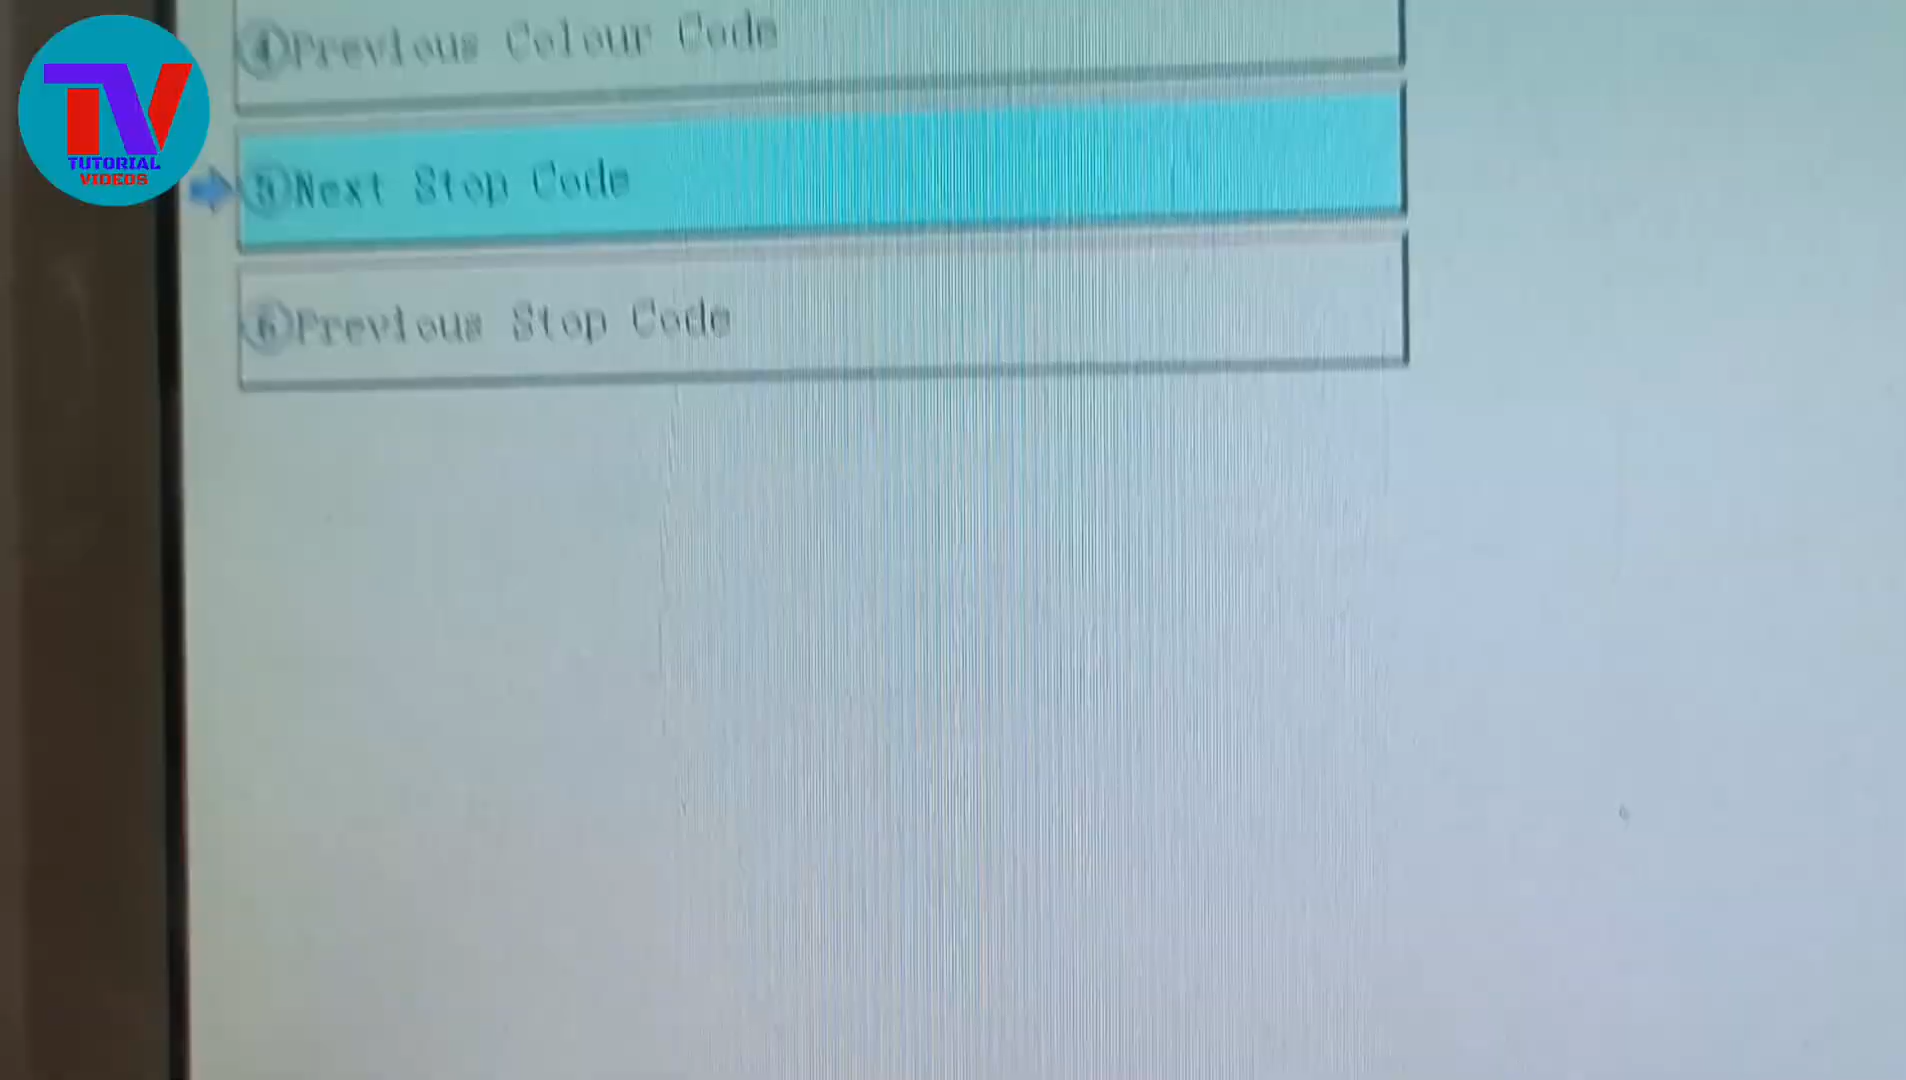 TV
TUTORIAL
VIDEOS
④Previous Colour Code
⑤Next Stop Code
⑥Previous Stop Code